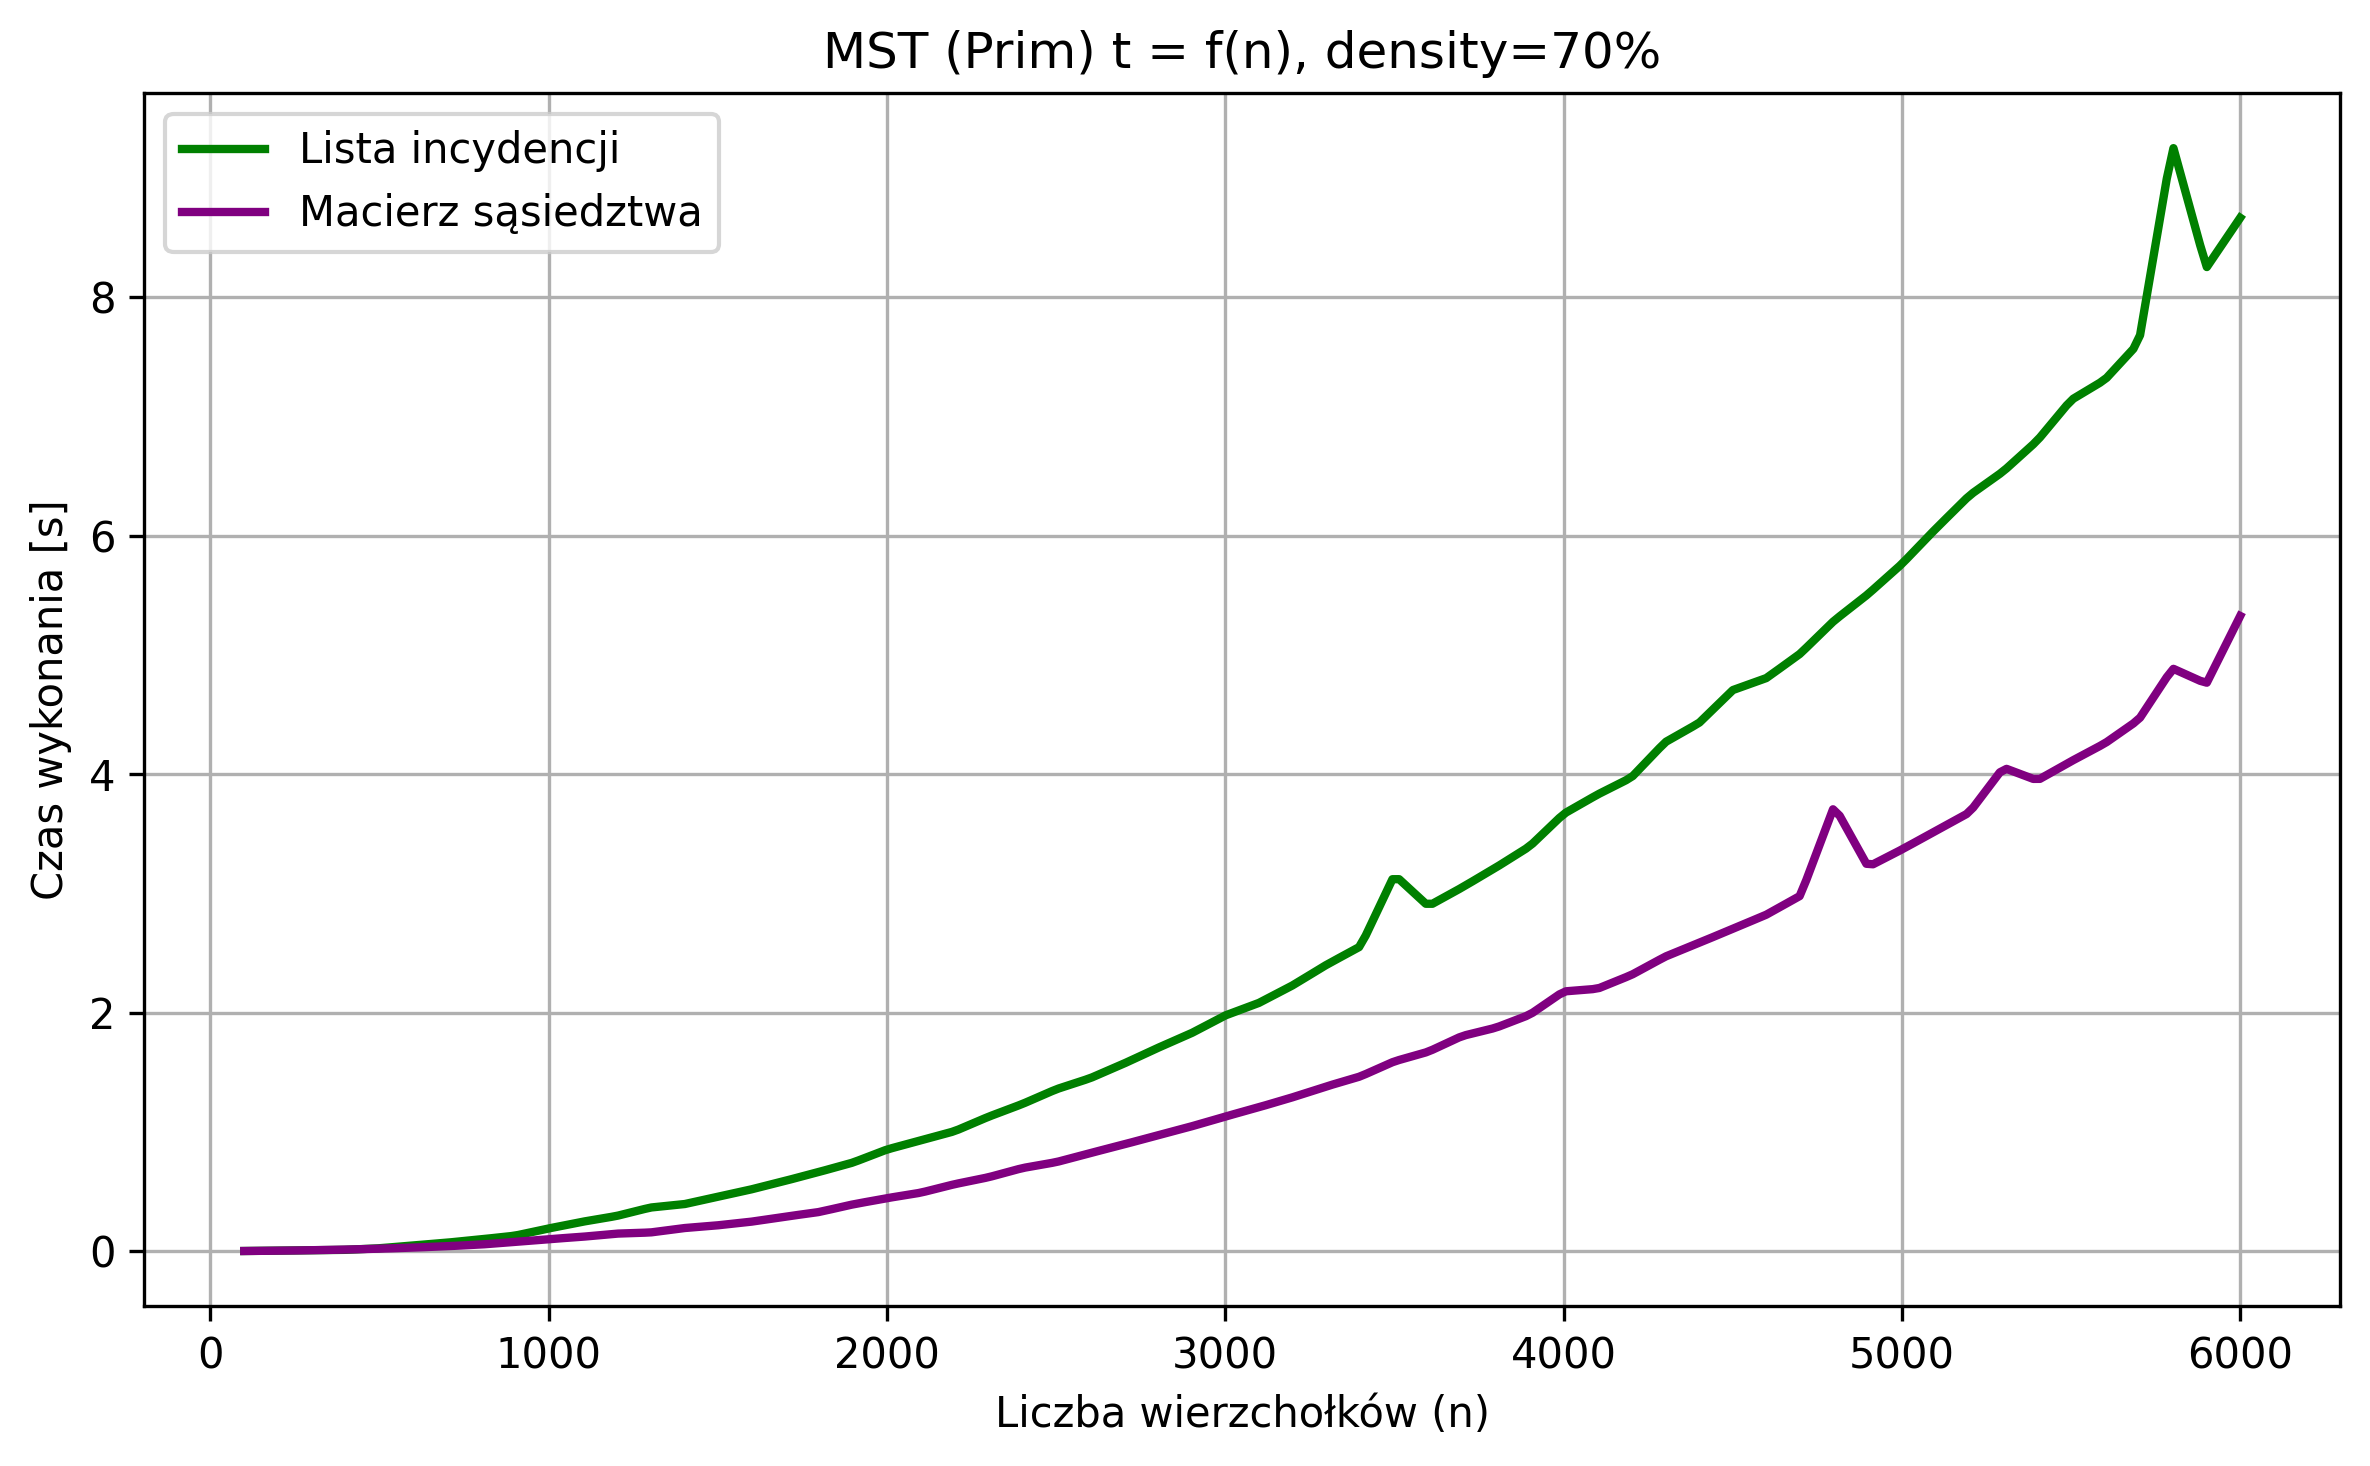 MST (Prim) t = f(n), density=70%
Lista incydencji
Macierz sąsiedztwa
Czas wykonania [s]
8
6
4
2
0
0 1000 2000 3000 4000 5000 6000
Liczba wierzchołków (n)